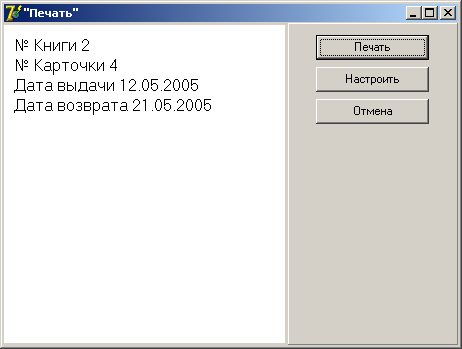 "Печать"
№ Книги 2
№ Карточки 4
Дата выдачи 12.05.2005
Дата возврата 21.05.2005
Печать
Настроить
Отмена